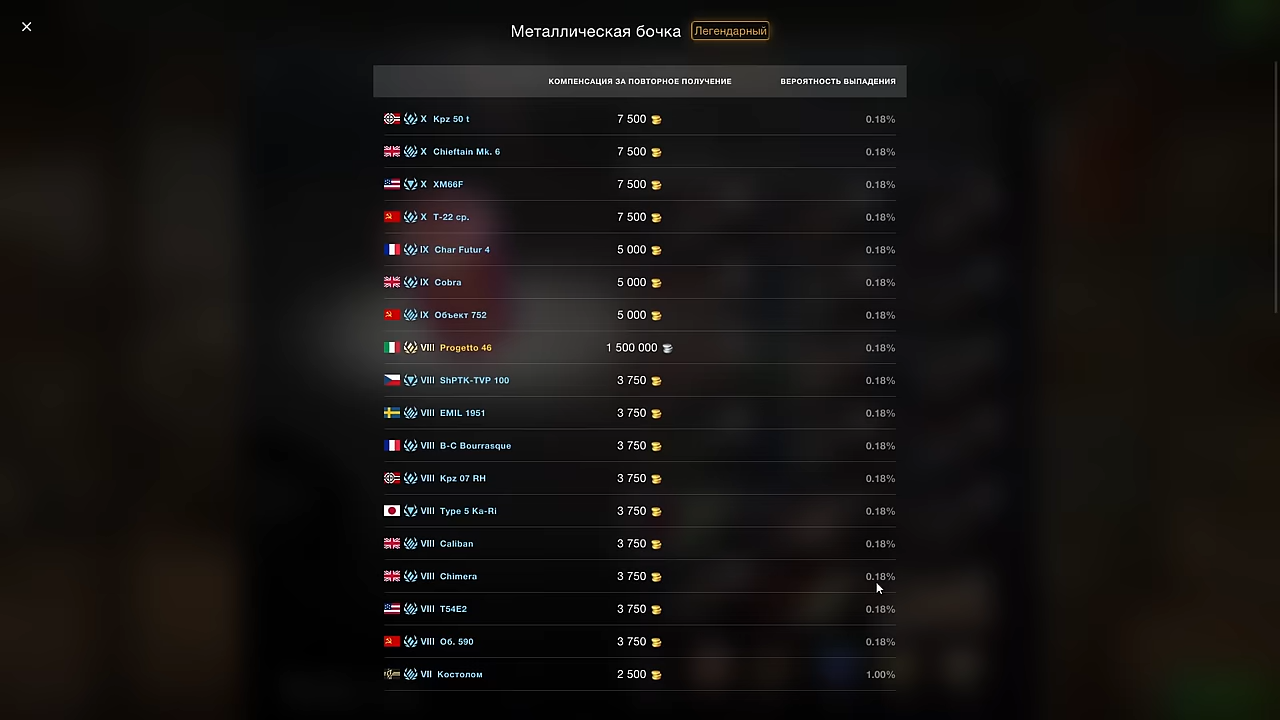 Металлическая бочка Легендарный
КОМПЕНСАЦИЯ ЗА ПОВТОРНОЕ ПОЛУЧЕНИЕ ВЕРОЯТНОСТЬ ВЫПАДЕНИЯ
X Kpz 50 t 7 500 0.18%
X Chieftain Mk. 6 7 500 0.18%
X XM66F 7 500 0.18%
X Т-22 ср. 7 500 0.18%
IX Char Futur 4 5 000 0.18%
IX Cobra 5 000 0.18%
IX Объект 752 5 000 0.18%
VIII Progetto 46 1 500 000 0.18%
VIII ShPTK-TVP 100 3 750 0.18%
VIII EMIL 1951 3 750 0.18%
VIII B-C Bourrasque 3 750 0.18%
VIII Kpz 07 RH 3 750 0.18%
VIII Type 5 Ka-Ri 3 750 0.18%
VIII Caliban 3 750 0.18%
VIII Chimera 3 750 0.18%
VIII T54E2 3 750 0.18%
VIII Об. 590 3 750 0.18%
VII Костолом 2 500 1.00%